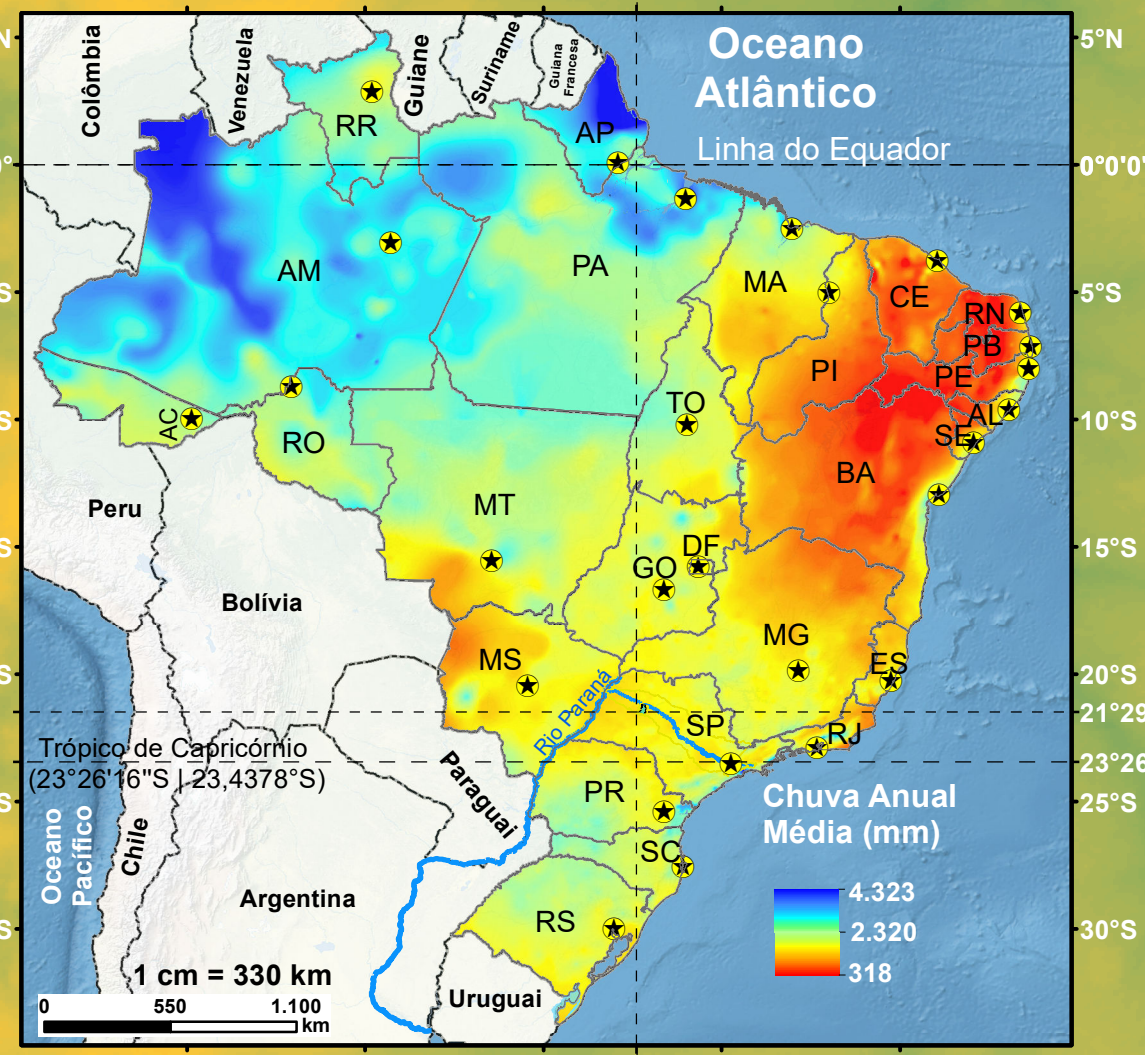 Oceano
Atlântico
Linha do Equador
Colômbia
Venezuela
Guiane
Suriname
Guiana
Francesa
N
5°N
0°
0°0'0"
S
5°S
S
10°S
S
15°S
S
20°S
21°29
23°26
S
25°S
S
30°S
RR
AP
AM
PA
MA
CE
RN
PB
PE
PI
AL
SE
BA
TO
AC
RO
MT
GO
DF
MG
ES
MS
SP
RJ
PR
SC
RS
Peru
Bolívia
Rio Paraná
Trópico de Capricórnio
(23°26'16"S | 23,4378°S)
Paraguai
Oceano
Pacífico
Chile
Argentina
Uruguai
Chuva Anual
Média (mm)
4.323
2.320
318
1 cm = 330 km
0 550 1.100
km